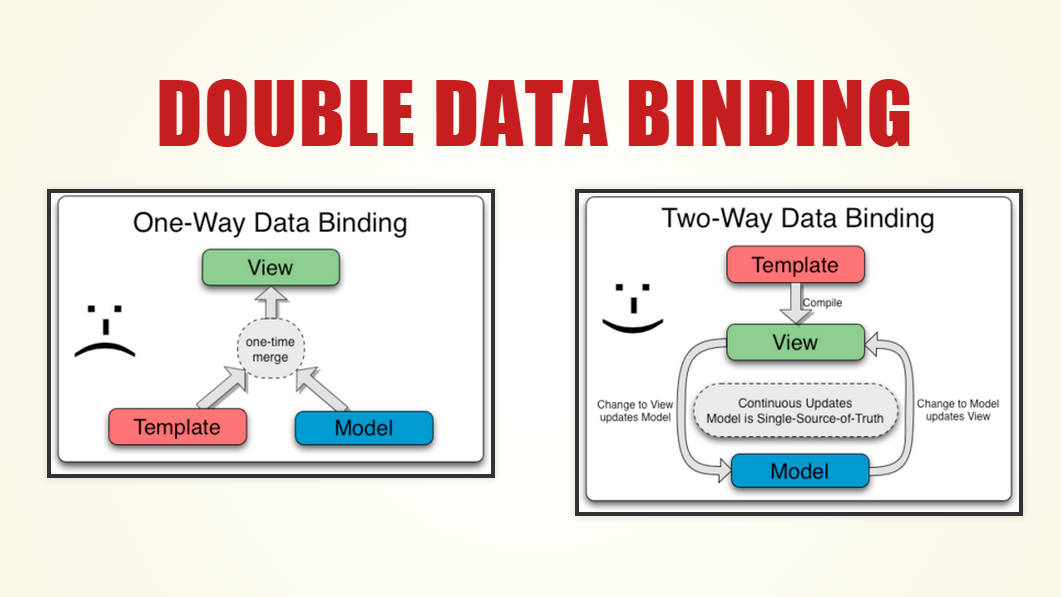 DOUBLE DATA BINDING
One-Way Data Binding
View
one-time
merge
Template
Model
Two-Way Data Binding
Template
Compile
View
Change to View
updates Model
Continuous Updates
Model is Single-Source-of-Truth
Change to Model
updates View
Model